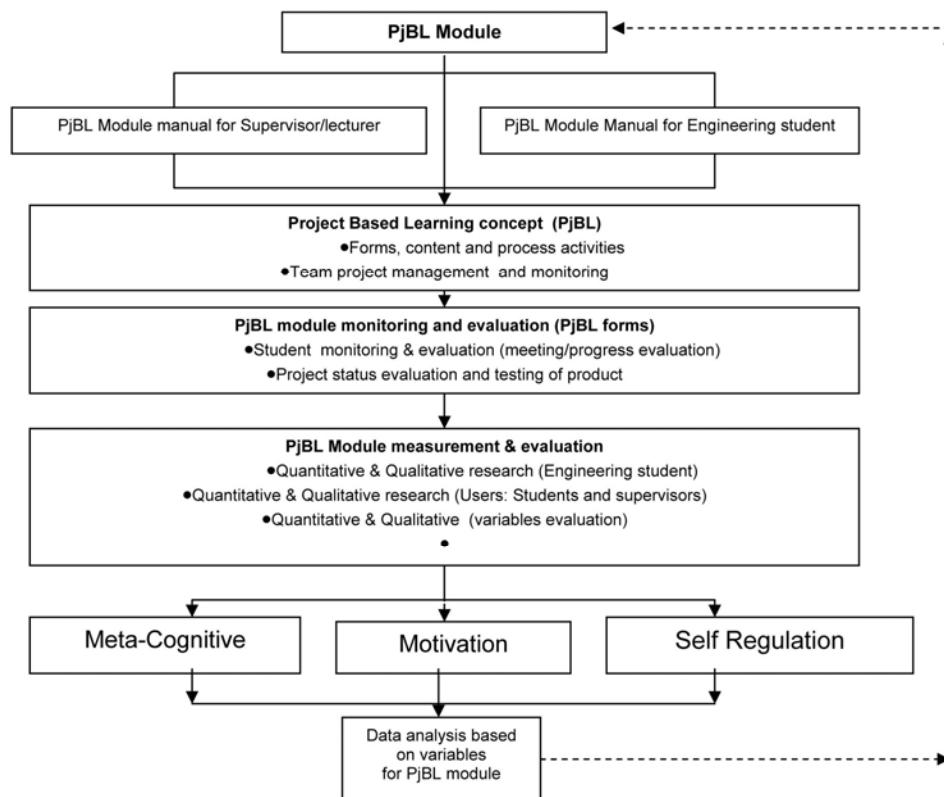 PjBL Module
PjBL Module manual for Supervisor/lecturer
PjBL Module Manual for Engineering student
Project Based Learning concept (PjBL)
●Forms, content and process activities
●Team project management and monitoring
PjBL module monitoring and evaluation (PjBL forms)
●Student monitoring & evaluation (meeting/progress evaluation)
●Project status evaluation and testing of product
PjBL Module measurement & evaluation
●Quantitative & Qualitative research (Engineering student)
●Quantitative & Qualitative research (Users: Students and supervisors)
●Quantitative & Qualitative (variables evaluation)
●
Meta-Cognitive
Motivation
Self Regulation
Data analysis based
on variables
for PjBL module